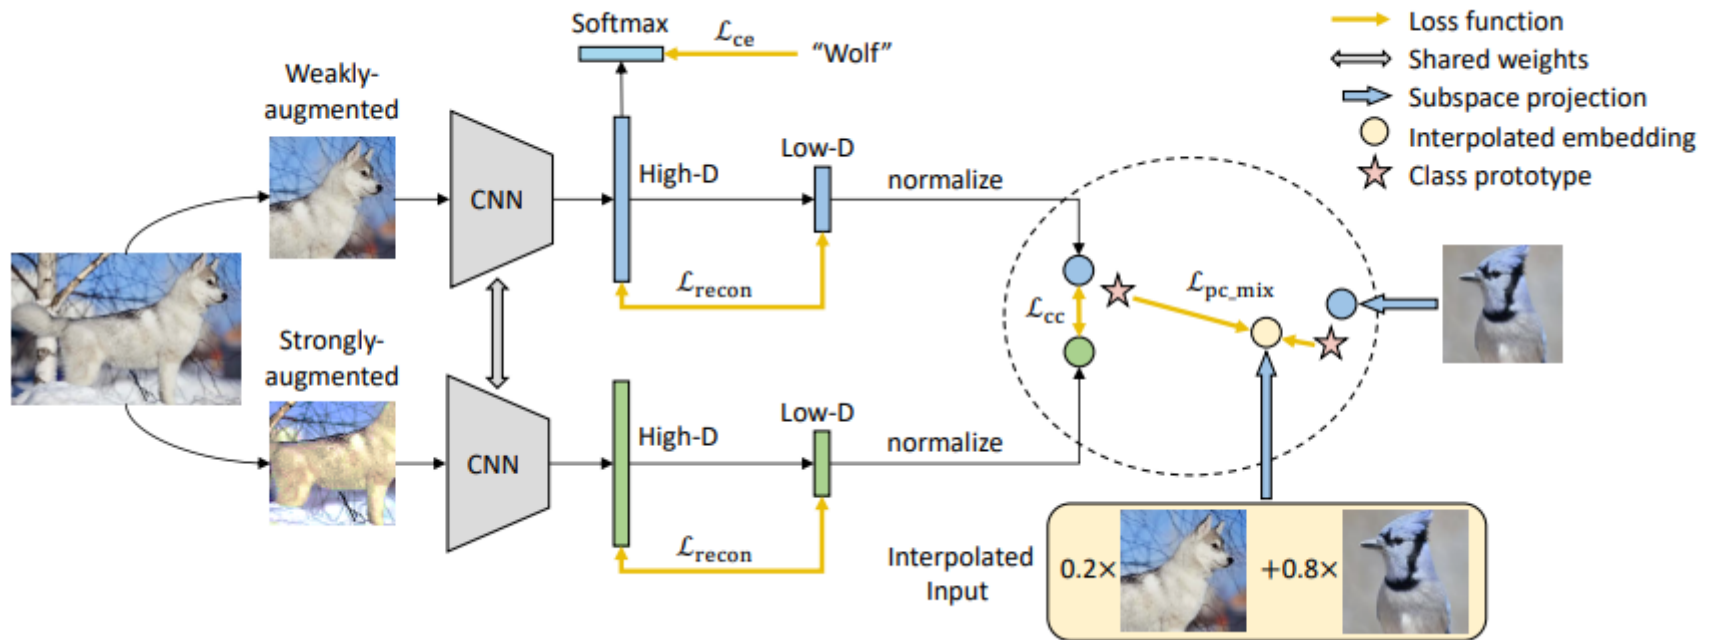 Softmax
ℒce
“Wolf”
Loss function
Shared weights
Subspace projection
Interpolated embedding
Class prototype
Weakly-
augmented
CNN
High-D
Low-D
normalize
ℒrecon
ℒcc
ℒpc_mix
Strongly-
augmented
CNN
High-D
Low-D
normalize
ℒrecon
Interpolated
Input
0.2×
+0.8×